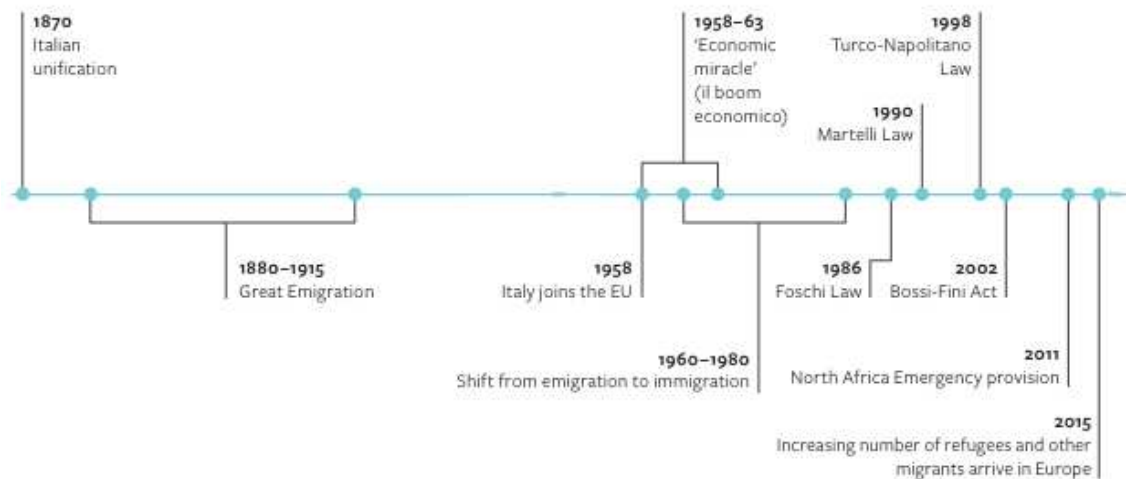 1870
Italian
unification
1958–63
‘Economic
miracle’
(il boom
economico)
1998
Turco-Napolitano
Law
1990
Martelli Law
1880–1915
Great Emigration
1958
Italy joins the EU
1986
Foschi Law
2002
Bossi-Fini Act
1960–1980
Shift from emigration to immigration
2011
North Africa Emergency provision
2015
Increasing number of refugees and other
migrants arrive in Europe